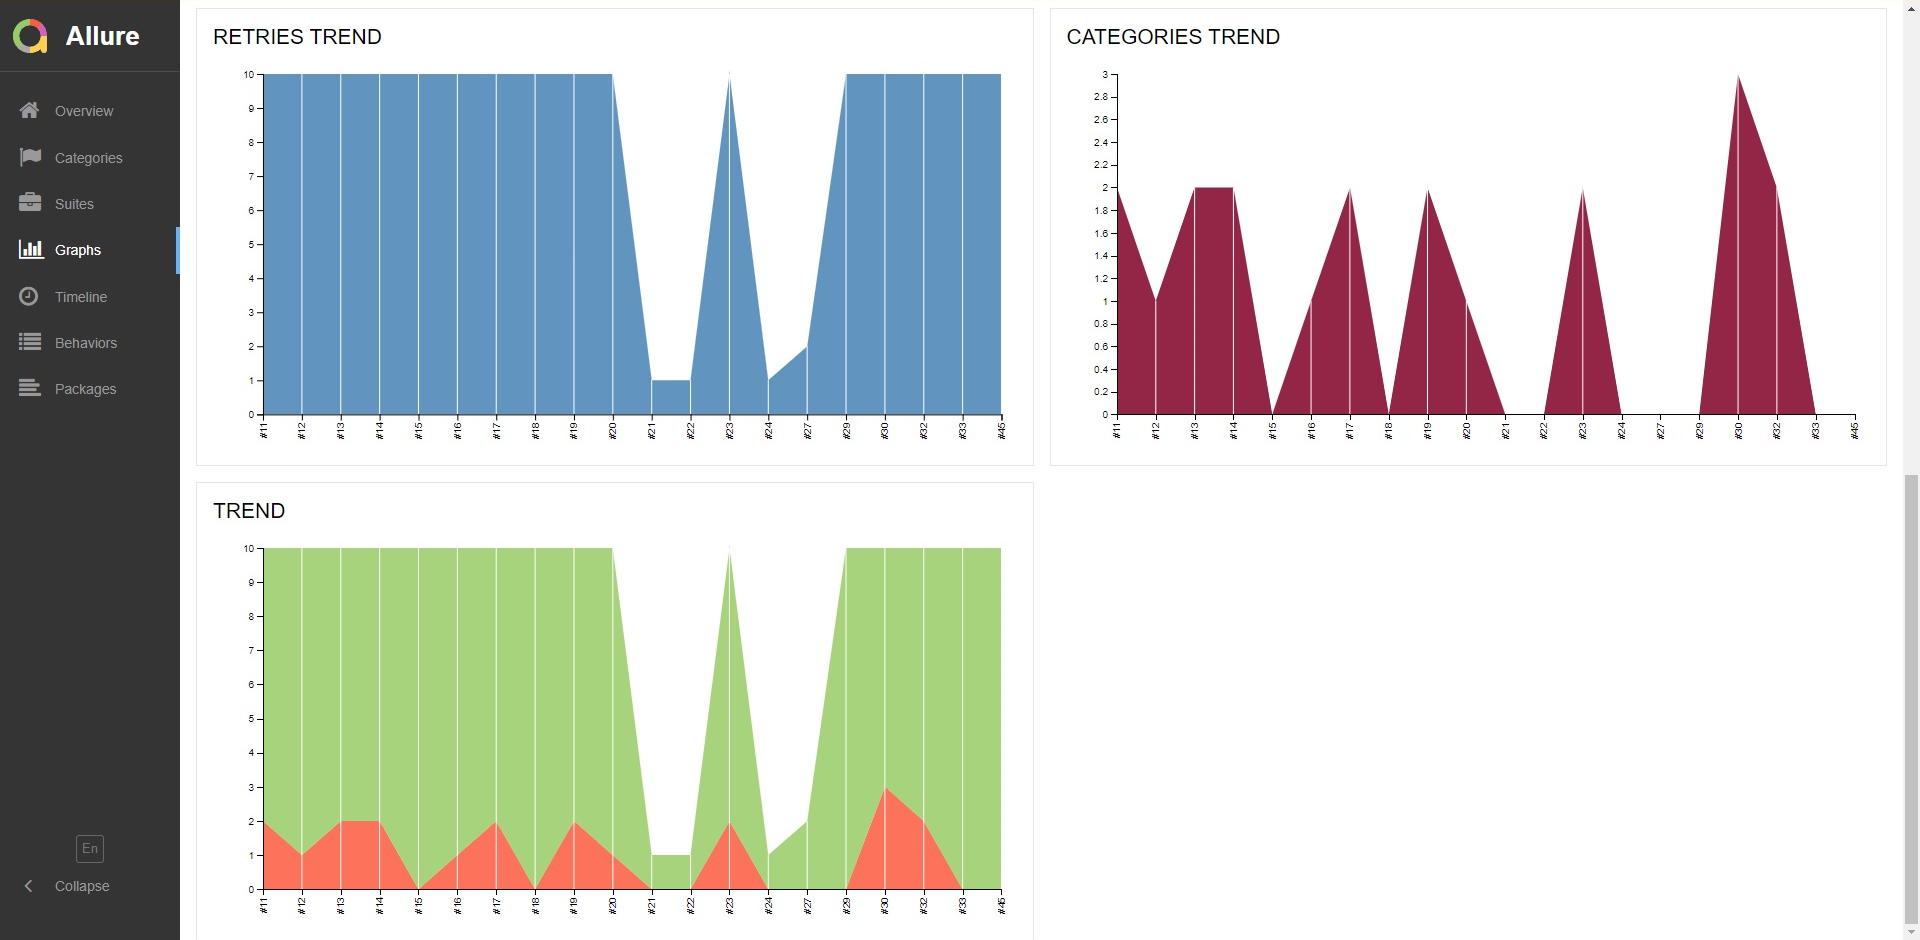 Allure
Overview
Categories
Suites
Graphs
Timeline
Behaviors
Packages
En
Collapse
RETRIES TREND
10
9
8
7
6
5
4
3
2
1
0
#11 #12 #13 #14 #15 #16 #17 #18 #19 #20 #21 #22 #23 #24 #27 #29 #30 #32 #33 #45
CATEGORIES TREND
3
2.8
2.6
2.4
2.2
2
1.8
1.6
1.4
1.2
1
0.8
0.6
0.4
0.2
0
#11 #12 #13 #14 #15 #16 #17 #18 #19 #20 #21 #22 #23 #24 #27 #29 #30 #32 #33 #45
TREND
10
9
8
7
6
5
4
3
2
1
0
#11 #12 #13 #14 #15 #16 #17 #18 #19 #20 #21 #22 #23 #24 #27 #29 #30 #32 #33 #45